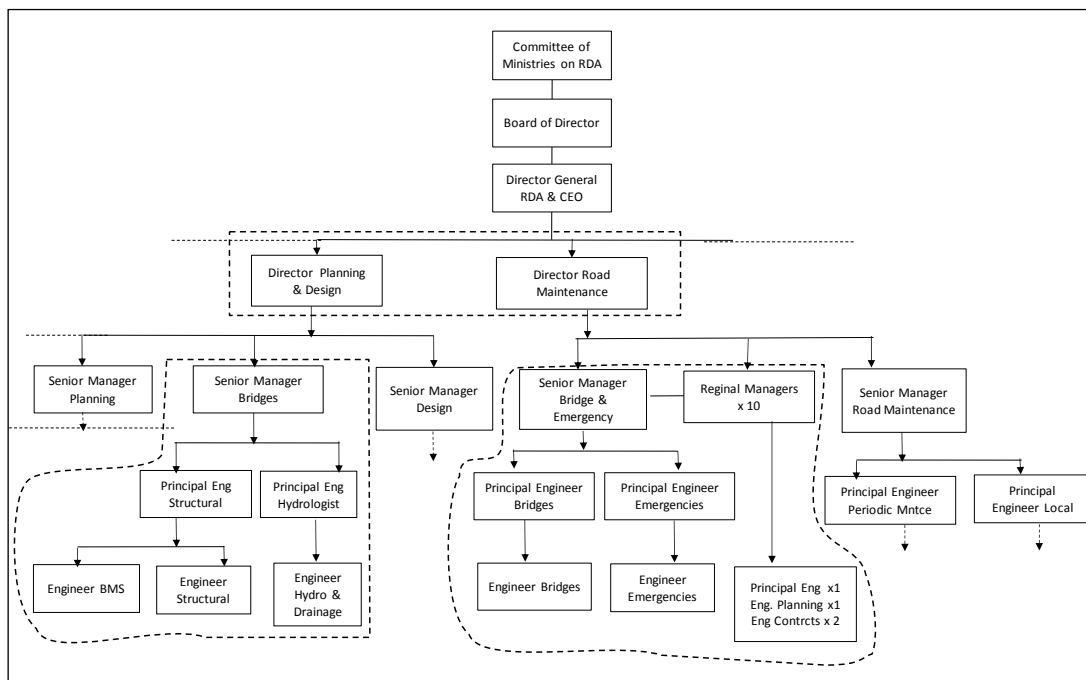 Committee of
Ministries on RDA
Board of Director
Director General
RDA & CEO
Director Planning
& Design
Director Road
Maintenance
Senior Manager
Planning
Senior Manager
Bridges
Senior Manager
Design
Senior Manager
Bridge &
Emergency
Reginal Managers
x 10
Senior Manager
Road Maintenance
Principal Eng
Structural
Principal Eng
Hydrologist
Principal Engineer
Bridges
Principal Engineer
Emergencies
Principal Engineer
Periodic Mntce
Principal
Engineer Local
Engineer BMS
Engineer
Structural
Engineer
Hydro &
Drainage
Engineer Bridges
Engineer
Emergencies
Principal Eng x1
Eng. Planning x1
Eng Contrcts x 2